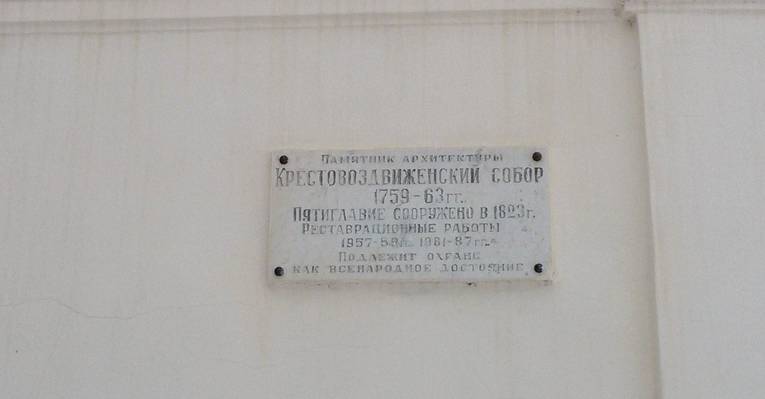 Памятник архитектуры
Крестовоздвиженский собор
1759-63гг.
Пятиглавие сооружено в 1823г.
Реставрационные работы
1957-59гг. 1981-87гг.
Подлежит охране
как всенародное достояние